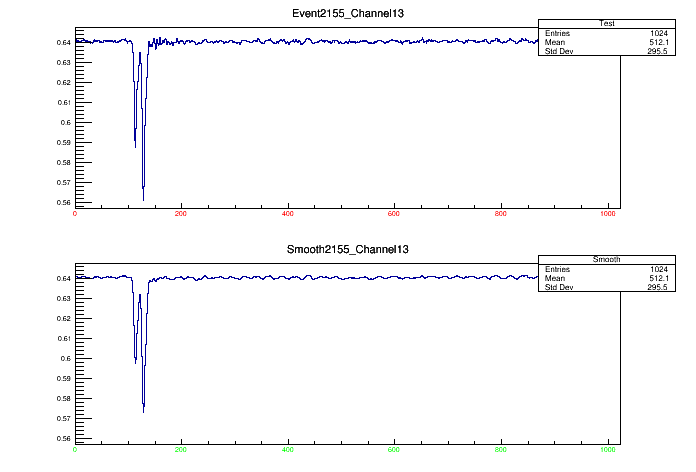 Event2155_Channel13
Test
Entries 1024
Mean 512.1
Std Dev 295.5
0.64
0.63
0.62
0.61
0.6
0.59
0.58
0.57
0.56
0 200 400 600 800 1000
Smooth2155_Channel13
Smooth
Entries 1024
Mean 512.1
Std Dev 295.5
0.64
0.63
0.62
0.61
0.6
0.59
0.58
0.57
0.56
0 200 400 600 800 1000